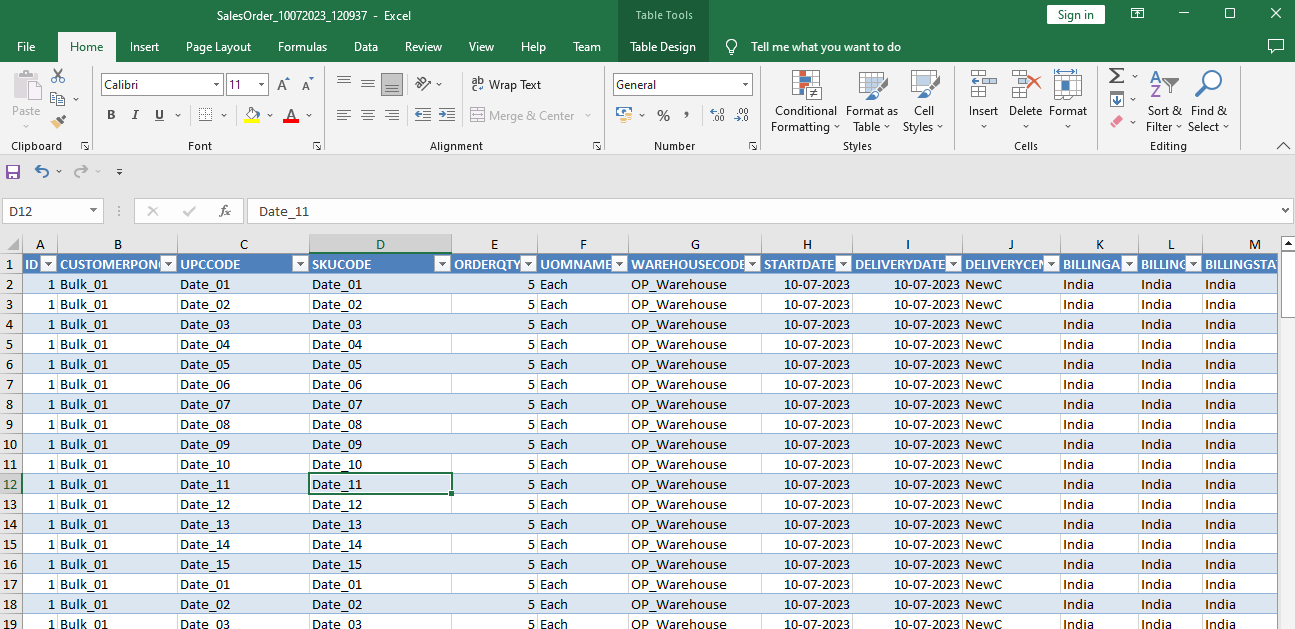 SalesOrder_10072023_120937 - Excel
Table Tools
Sign in
File Home Insert Page Layout Formulas Data Review View Help Team Table Design Tell me what you want to do
Paste
Calibri 11 A A
B I U A
Wrap Text
Merge & Center
General
% , .00
Conditional Formatting
Format as Table
Cell Styles
Insert Delete Format
Sort & Filter
Find & Select
Clipboard Font Alignment Number Styles Cells Editing
D12 fx Date_11
A B C D E F G H I J K L M
1 ID CUSTOMERPON UPCCODE SKUCODE ORDERQTY UOMNAME WAREHOUSECODE STARTDATE DELIVERYDATE DELIVERYCEN BILLINGA BILLING BILLINGSTA
2 1 Bulk_01 Date_01 Date_01 5 Each OP_Warehouse 10-07-2023 10-07-2023 NewC India India India
3 1 Bulk_01 Date_02 Date_02 5 Each OP_Warehouse 10-07-2023 10-07-2023 NewC India India India
4 1 Bulk_01 Date_03 Date_03 5 Each OP_Warehouse 10-07-2023 10-07-2023 NewC India India India
5 1 Bulk_01 Date_04 Date_04 5 Each OP_Warehouse 10-07-2023 10-07-2023 NewC India India India
6 1 Bulk_01 Date_05 Date_05 5 Each OP_Warehouse 10-07-2023 10-07-2023 NewC India India India
7 1 Bulk_01 Date_06 Date_06 5 Each OP_Warehouse 10-07-2023 10-07-2023 NewC India India India
8 1 Bulk_01 Date_07 Date_07 5 Each OP_Warehouse 10-07-2023 10-07-2023 NewC India India India
9 1 Bulk_01 Date_08 Date_08 5 Each OP_Warehouse 10-07-2023 10-07-2023 NewC India India India
10 1 Bulk_01 Date_09 Date_09 5 Each OP_Warehouse 10-07-2023 10-07-2023 NewC India India India
11 1 Bulk_01 Date_10 Date_10 5 Each OP_Warehouse 10-07-2023 10-07-2023 NewC India India India
12 1 Bulk_01 Date_11 Date_11 5 Each OP_Warehouse 10-07-2023 10-07-2023 NewC India India India
13 1 Bulk_01 Date_12 Date_12 5 Each OP_Warehouse 10-07-2023 10-07-2023 NewC India India India
14 1 Bulk_01 Date_13 Date_13 5 Each OP_Warehouse 10-07-2023 10-07-2023 NewC India India India
15 1 Bulk_01 Date_14 Date_14 5 Each OP_Warehouse 10-07-2023 10-07-2023 NewC India India India
16 1 Bulk_01 Date_15 Date_15 5 Each OP_Warehouse 10-07-2023 10-07-2023 NewC India India India
17 1 Bulk_01 Date_01 Date_01 5 Each OP_Warehouse 10-07-2023 10-07-2023 NewC India India India
18 1 Bulk_01 Date_02 Date_02 5 Each OP_Warehouse 10-07-2023 10-07-2023 NewC India India India
19 1 Bulk_01 Date_03 Date_03 5 Each OP_Warehouse 10-07-2023 10-07-2023 NewC India India India